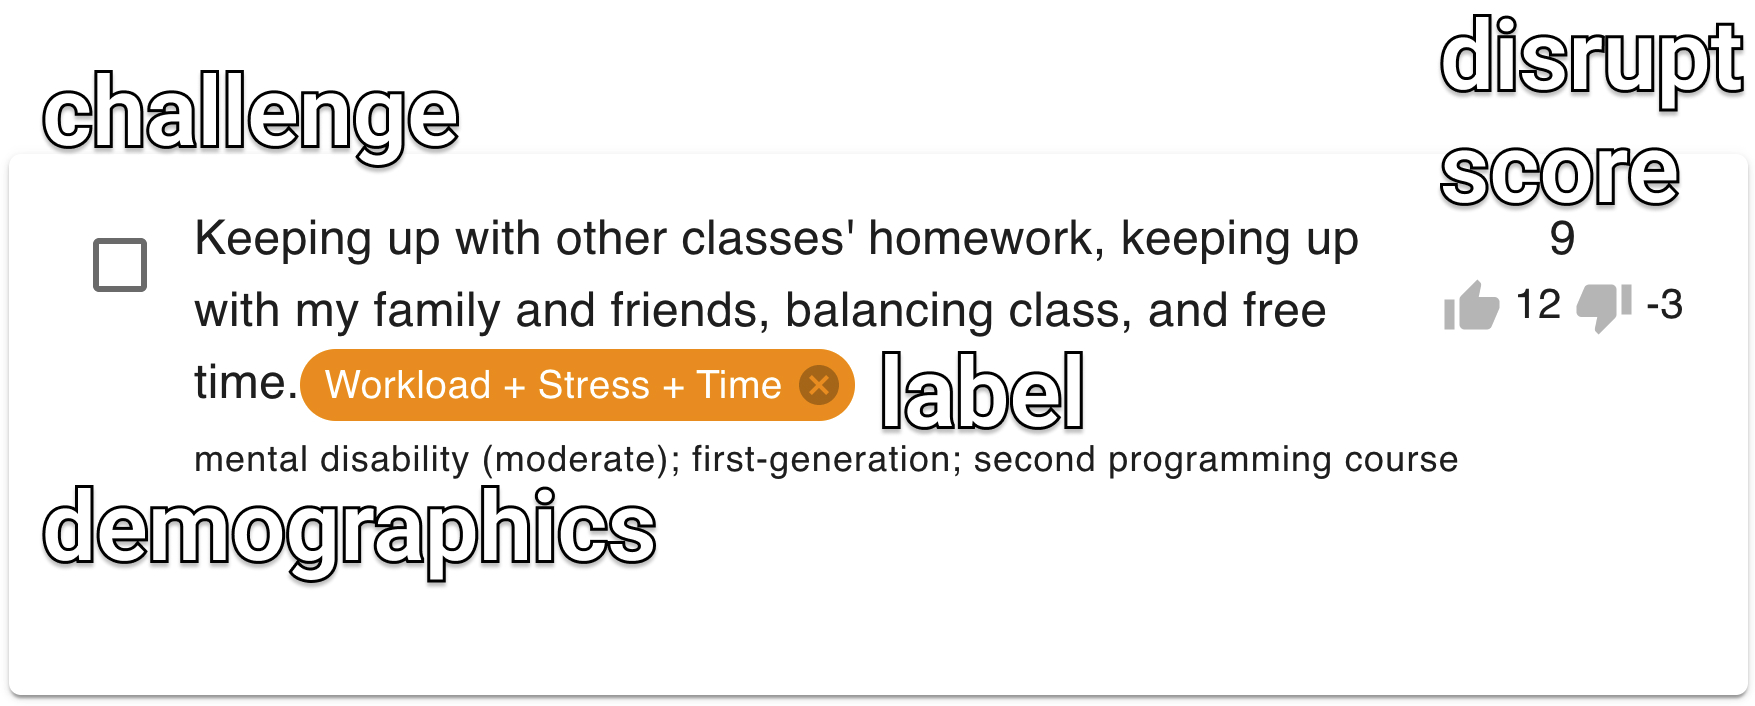 challenge
disrupt
score
Keeping up with other classes' homework, keeping up
with my family and friends, balancing class, and free
time.
9
12 -3
Workload + Stress + Time
label
mental disability (moderate); first-generation; second programming course
demographics